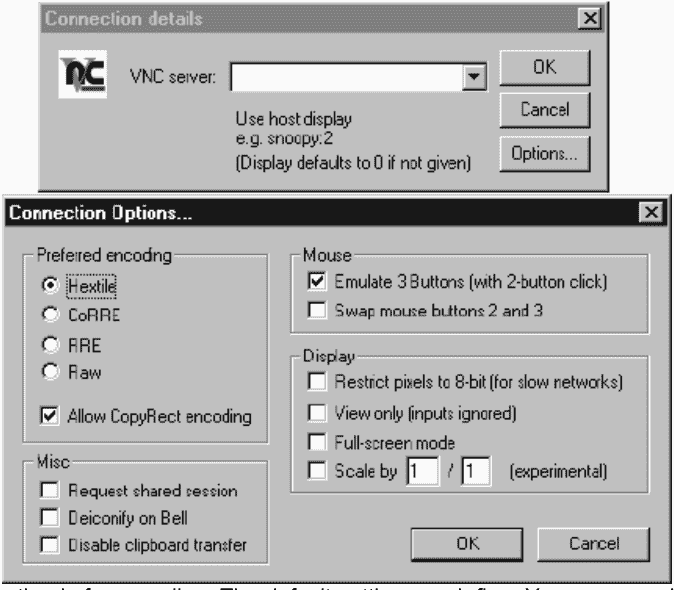 Connection details
VNC server:
OK
Use host display
e.g. snoopy:2
(Display defaults to 0 if not given)
Cancel
Options...
Connection Options...
Preferred encoding
Hextile
CoRRE
RRE
Raw
Allow CopyRect encoding
Misc
Request shared session
Deiconify on Bell
Disable clipboard transfer
Mouse
Emulate 3 Buttons (with 2-button click)
Swap mouse buttons 2 and 3
Display
Restrict pixels to 8-bit (for slow networks)
View only (inputs ignored)
Full-screen mode
Scale by 1 / 1 (experimental)
OK
Cancel